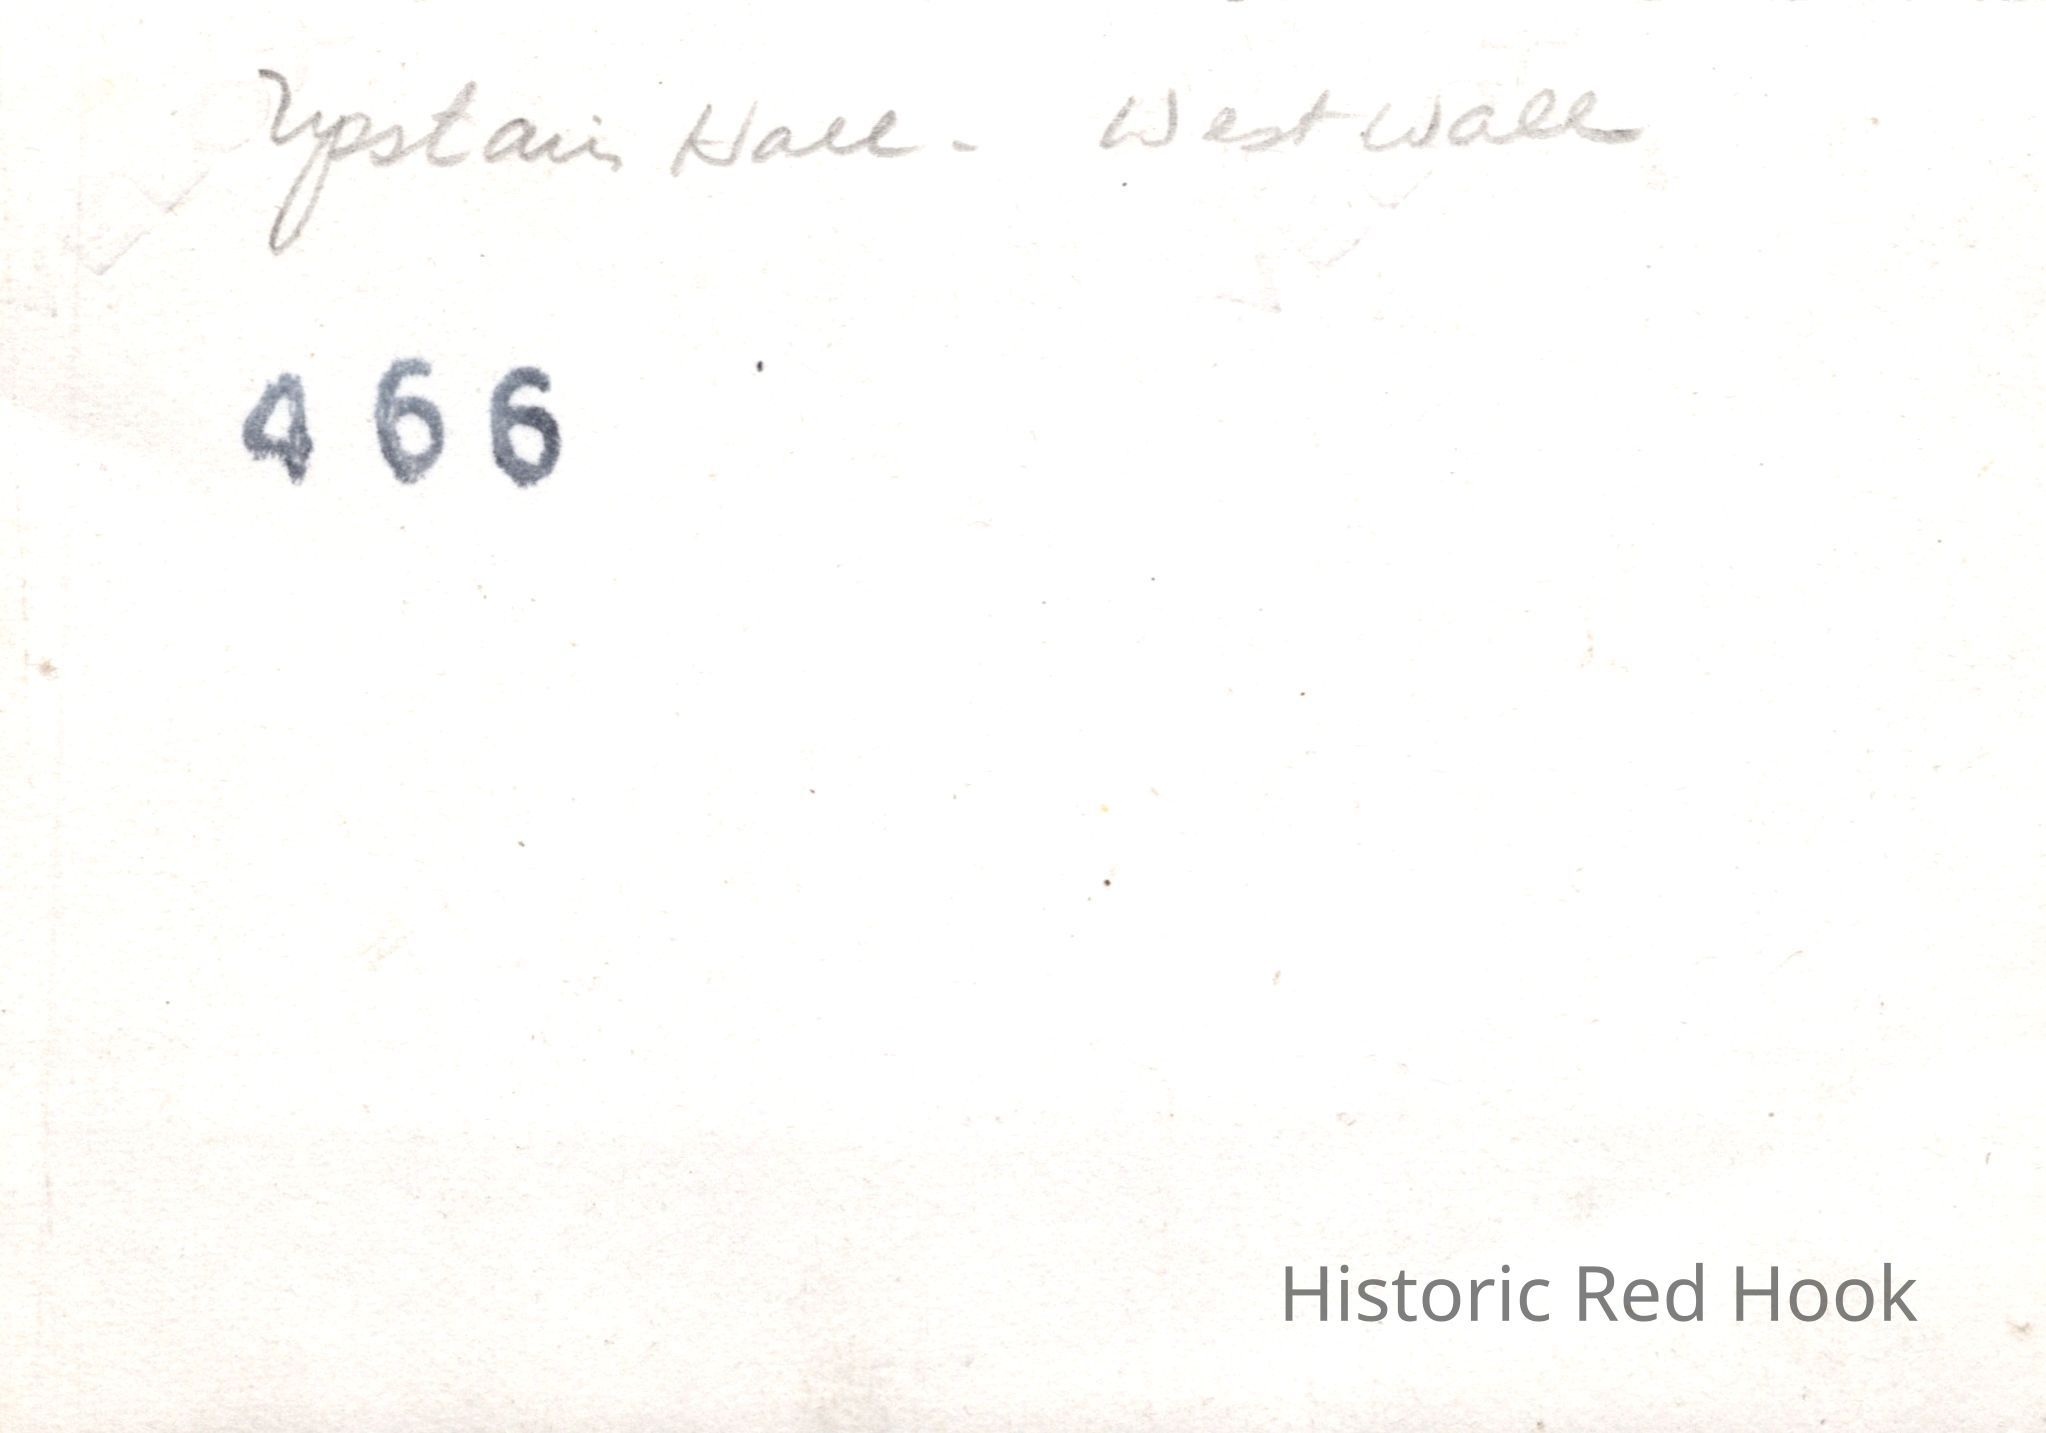 Upstairs Hall - West Wall
466
Historic Red Hook